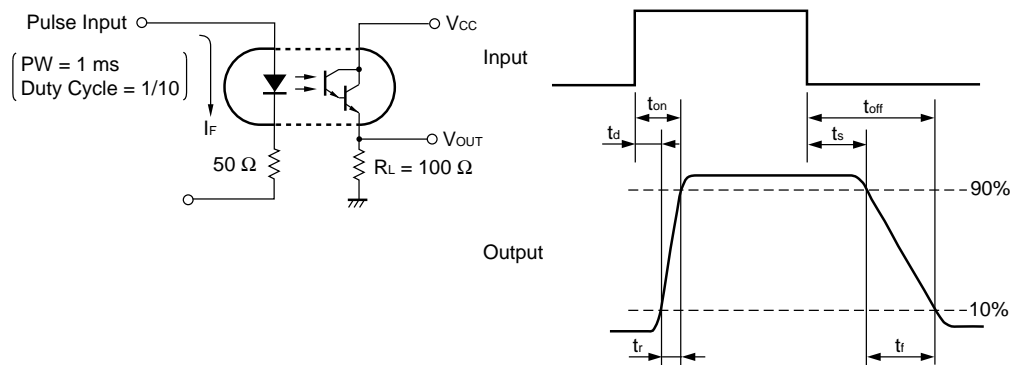 Pulse Input
PW = 1 ms
Duty Cycle = 1/10
IF
50 Ω
VCC
VOUT
RL = 100 Ω
Input
ton
toff
td
ts
90%
Output
10%
tr
tf